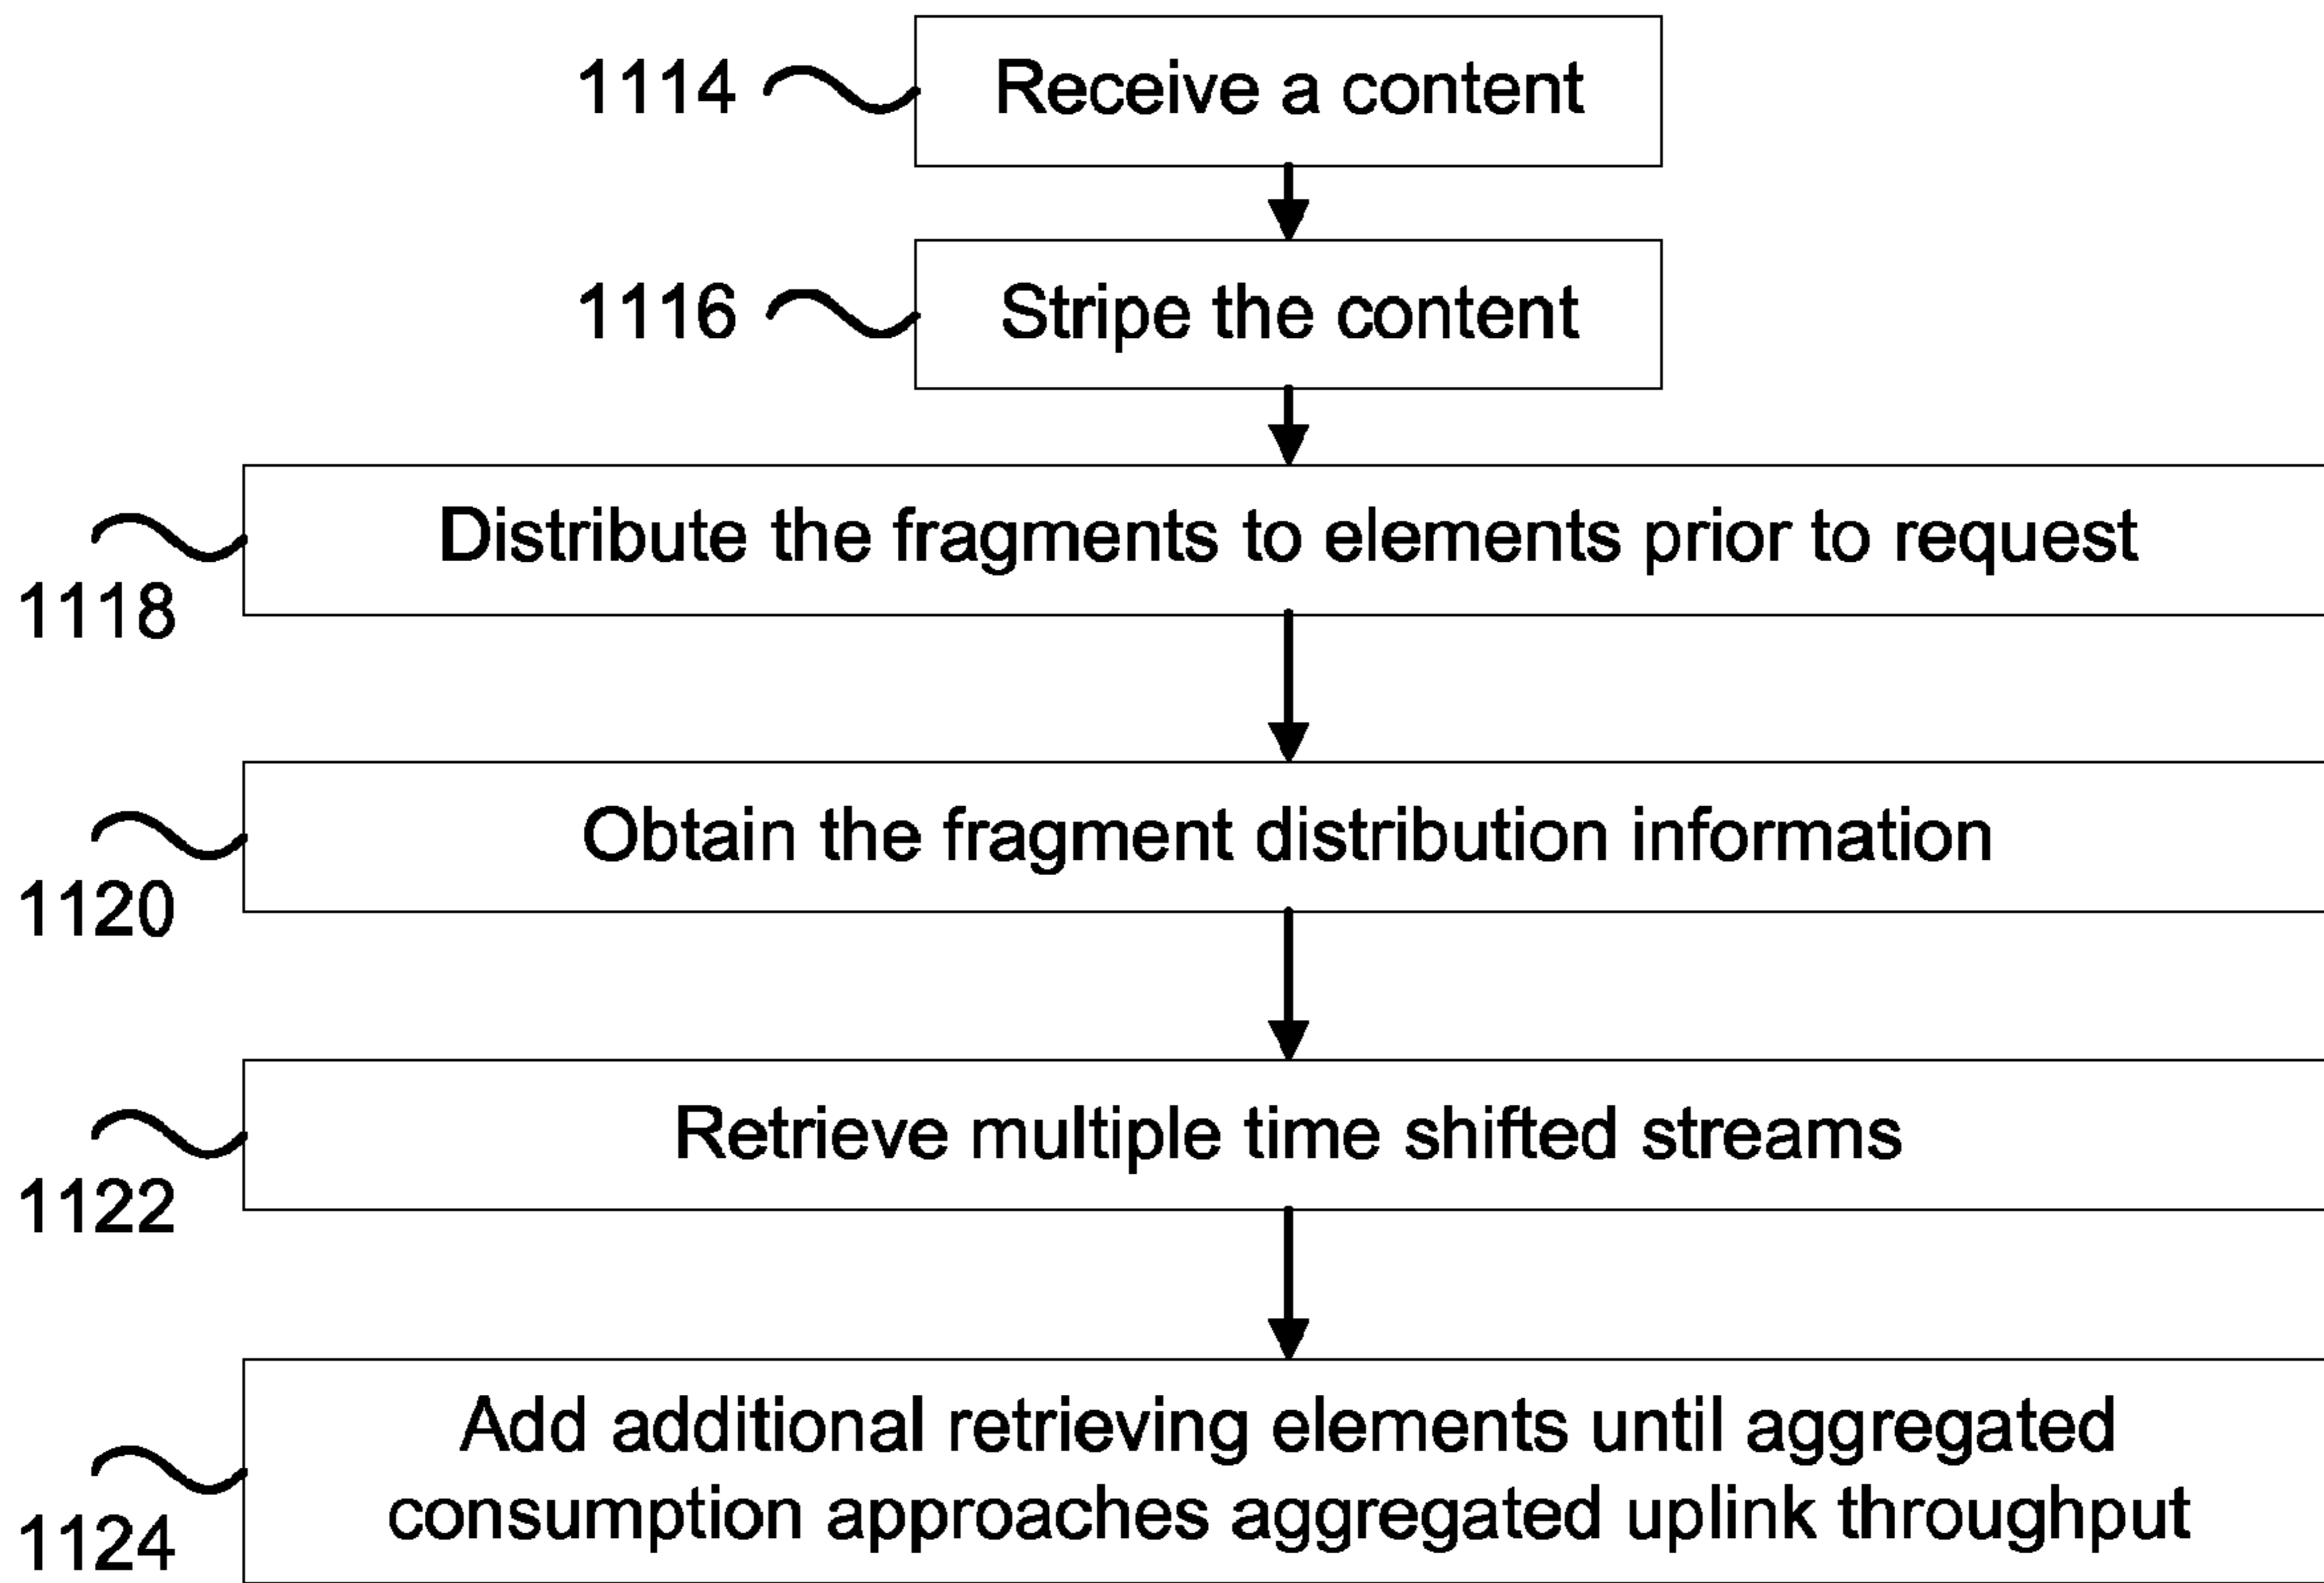 1114 Receive a content
1116 Stripe the content
Distribute the fragments to elements prior to request
1118
Obtain the fragment distribution information
1120
Retrieve multiple time shifted streams
1122
Add additional retrieving elements until aggregated
consumption approaches aggregated uplink throughput
1124